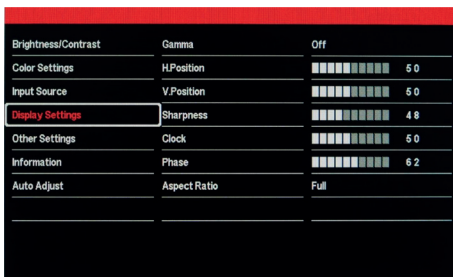 Brightness/Contrast Gamma Off
Color Settings H.Position 50
Input Source V.Position 50
Display Settings Sharpness 48
Other Settings Clock 50
Information Phase 62
Auto Adjust Aspect Ratio Full